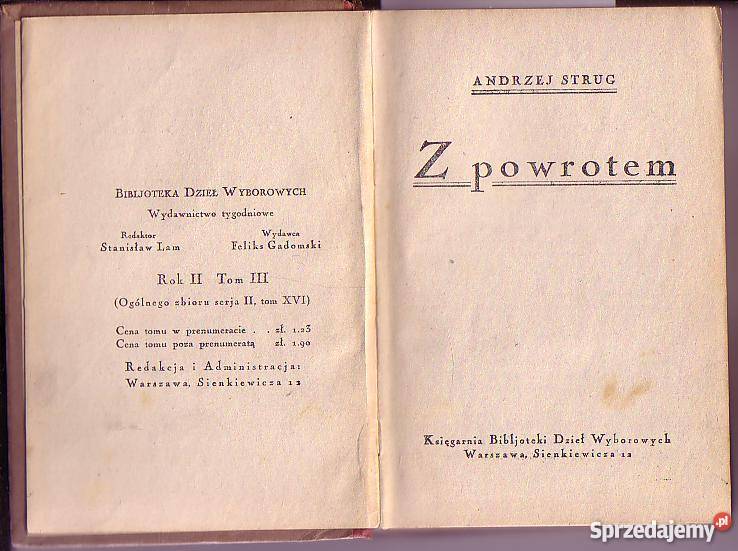 BIBLJOTEKA DZIEŁ WYBOROWYCH
Wydawnictwo tygodniowe
Redaktor Wydawca
Stanisław Lam Feliks Gadomski
Rok II Tom III
(Ogólnego zbioru serja II, tom XVI)
Cena tomu w prenumeracie . . zł. 1.23
Cena tomu poza prenumeratą zł. 1.90
Redakcja i Administracja:
Warszawa, Sienkiewicza 12
ANDRZEJ STRUG
Z powrotem
Księgarnia Bibljoteki Dzieł Wyborowych
Warszawa, Sienkiewicza 12
Sprzedajemy.pl